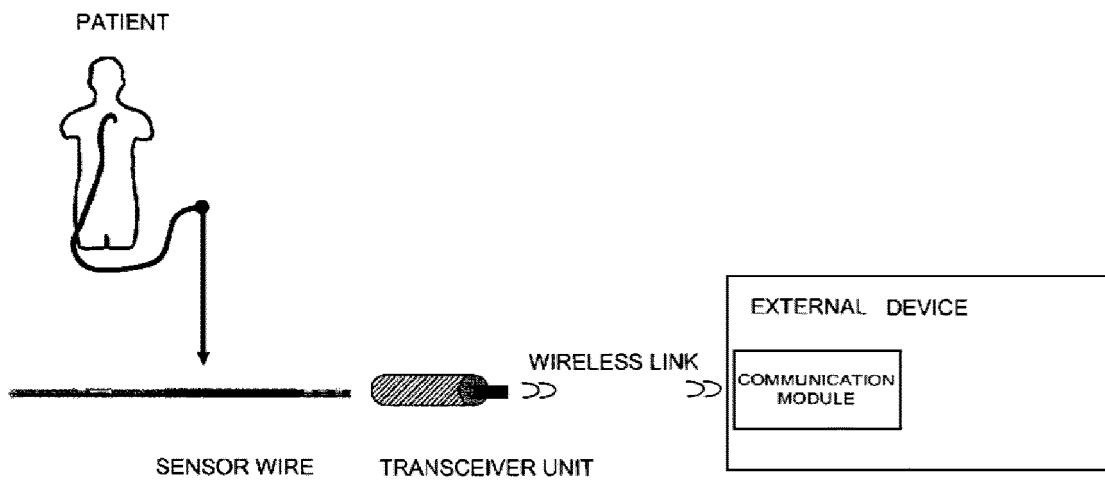 PATIENT
EXTERNAL DEVICE
WIRELESS LINK
COMMUNICATION
MODULE
SENSOR WIRE
TRANSCEIVER UNIT